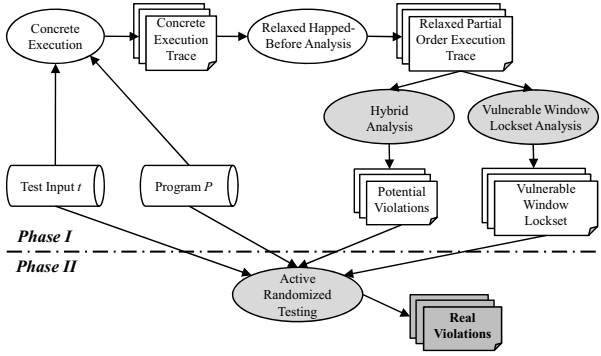 Concrete
Execution
Concrete
Execution
Trace
Relaxed Happed-
Before Analysis
Relaxed Partial
Order Execution
Trace
Hybrid
Analysis
Vulnerable Window
Lockset Analysis
Test Input t
Program P
Potential
Violations
Vulnerable
Window
Lockset
Phase I
Phase II
Active
Randomized
Testing
Real
Violations